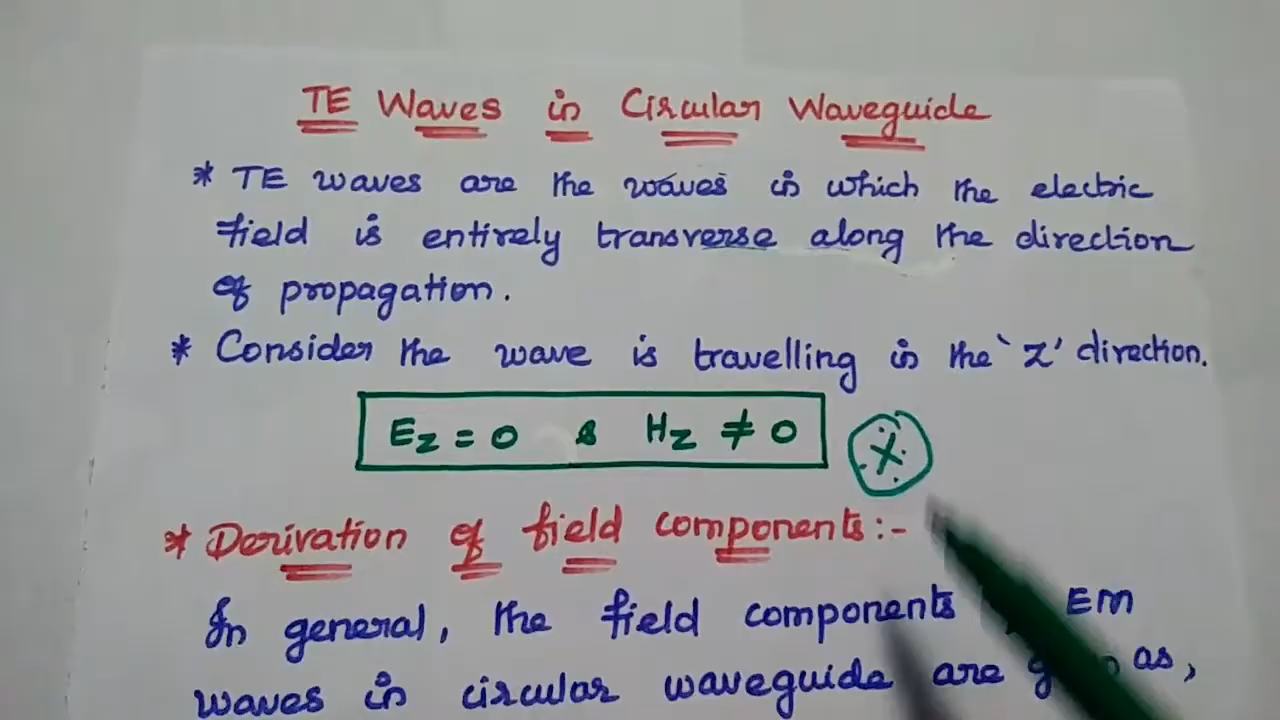 TE Waves in Circular Waveguide
* TE waves are the waves in which the electric
field is entirely transverse along the direction
of propagation.
* Consider the wave is travelling in the 'Z' direction.
Ez = 0 & Hz ≠ 0 X
* Derivation of field components:-
In general, the field components EM
waves in circular waveguide are as,